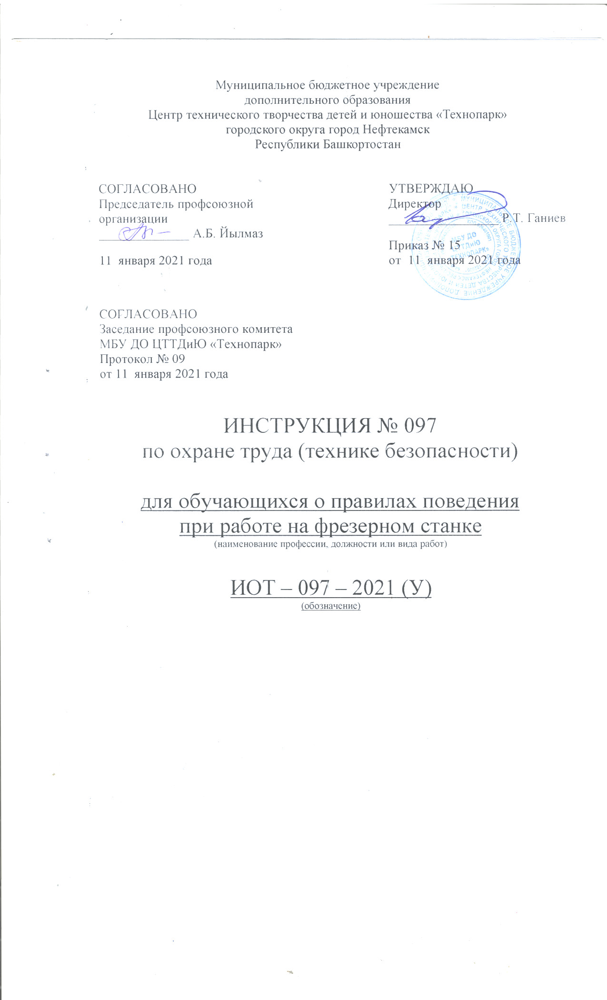 Муниципальное бюджетное учреждение
дополнительного образования
Центр технического творчества детей и юношества «Технопарк»
городского округа город Нефтекамск
Республики Башкортостан
СОГЛАСОВАНО
Председатель профсоюзной
организации
А.Б. Йылмаз
11 января 2021 года
УТВЕРЖДАЮ
Директор
Р.Т. Ганиев
Приказ № 15
от 11 января 2021 года
МБУ ДО
ЦТТДиЮ
«ТЕХНОПАРК»
СОГЛАСОВАНО
Заседание профсоюзного комитета
МБУ ДО ЦТТДиЮ «Технопарк»
Протокол № 09
от 11 января 2021 года
ИНСТРУКЦИЯ № 097
по охране труда (технике безопасности)
для обучающихся о правилах поведения
при работе на фрезерном станке
(наименование профессии, должности или вида работ)
ИОТ – 097 – 2021 (У)
(обозначение)